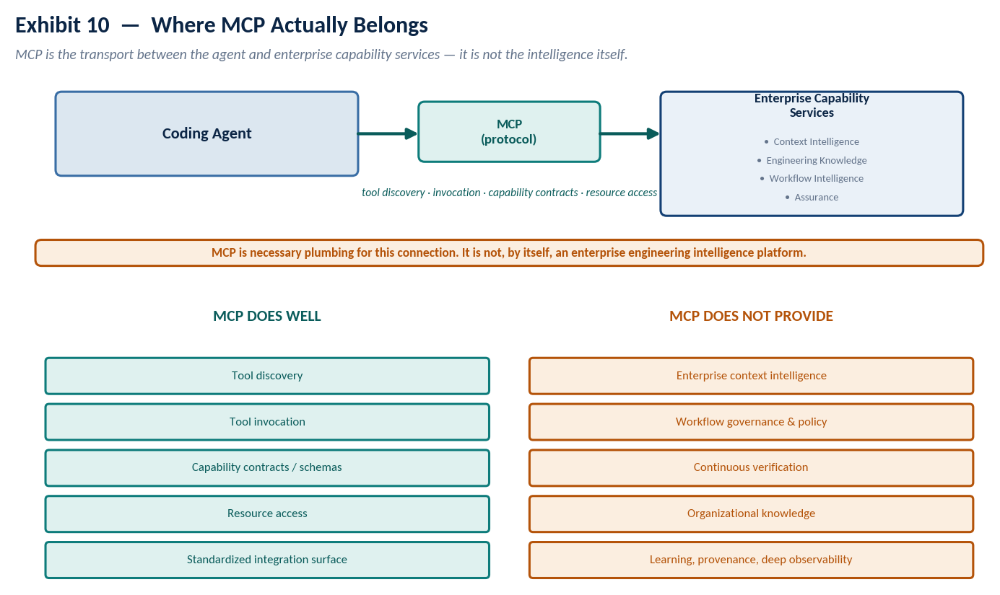 Exhibit 10 — Where MCP Actually Belongs
MCP is the transport between the agent and enterprise capability services — it is not the intelligence itself.
Coding Agent
MCP
(protocol)
tool discovery · invocation · capability contracts · resource access
Enterprise Capability
Services
• Context Intelligence
• Engineering Knowledge
• Workflow Intelligence
• Assurance
MCP is necessary plumbing for this connection. It is not, by itself, an enterprise engineering intelligence platform.
MCP DOES WELL
Tool discovery
Tool invocation
Capability contracts / schemas
Resource access
Standardized integration surface
MCP DOES NOT PROVIDE
Enterprise context intelligence
Workflow governance & policy
Continuous verification
Organizational knowledge
Learning, provenance, deep observability